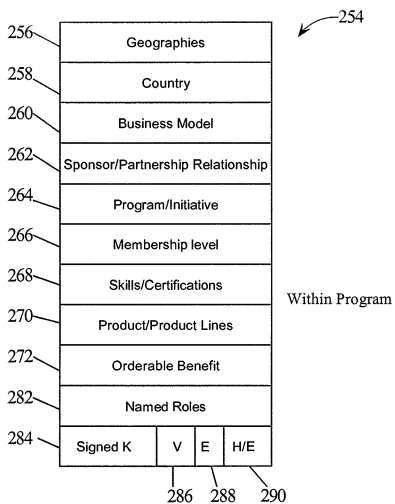 254
256 Geographies
258 Country
260 Business Model
262 Sponsor/Partnership Relationship
264 Program/Initiative
266 Membership level
268 Skills/Certifications
Within Program
270 Product/Product Lines
272 Orderable Benefit
282 Named Roles
284 Signed K V E H/E
286 288 290